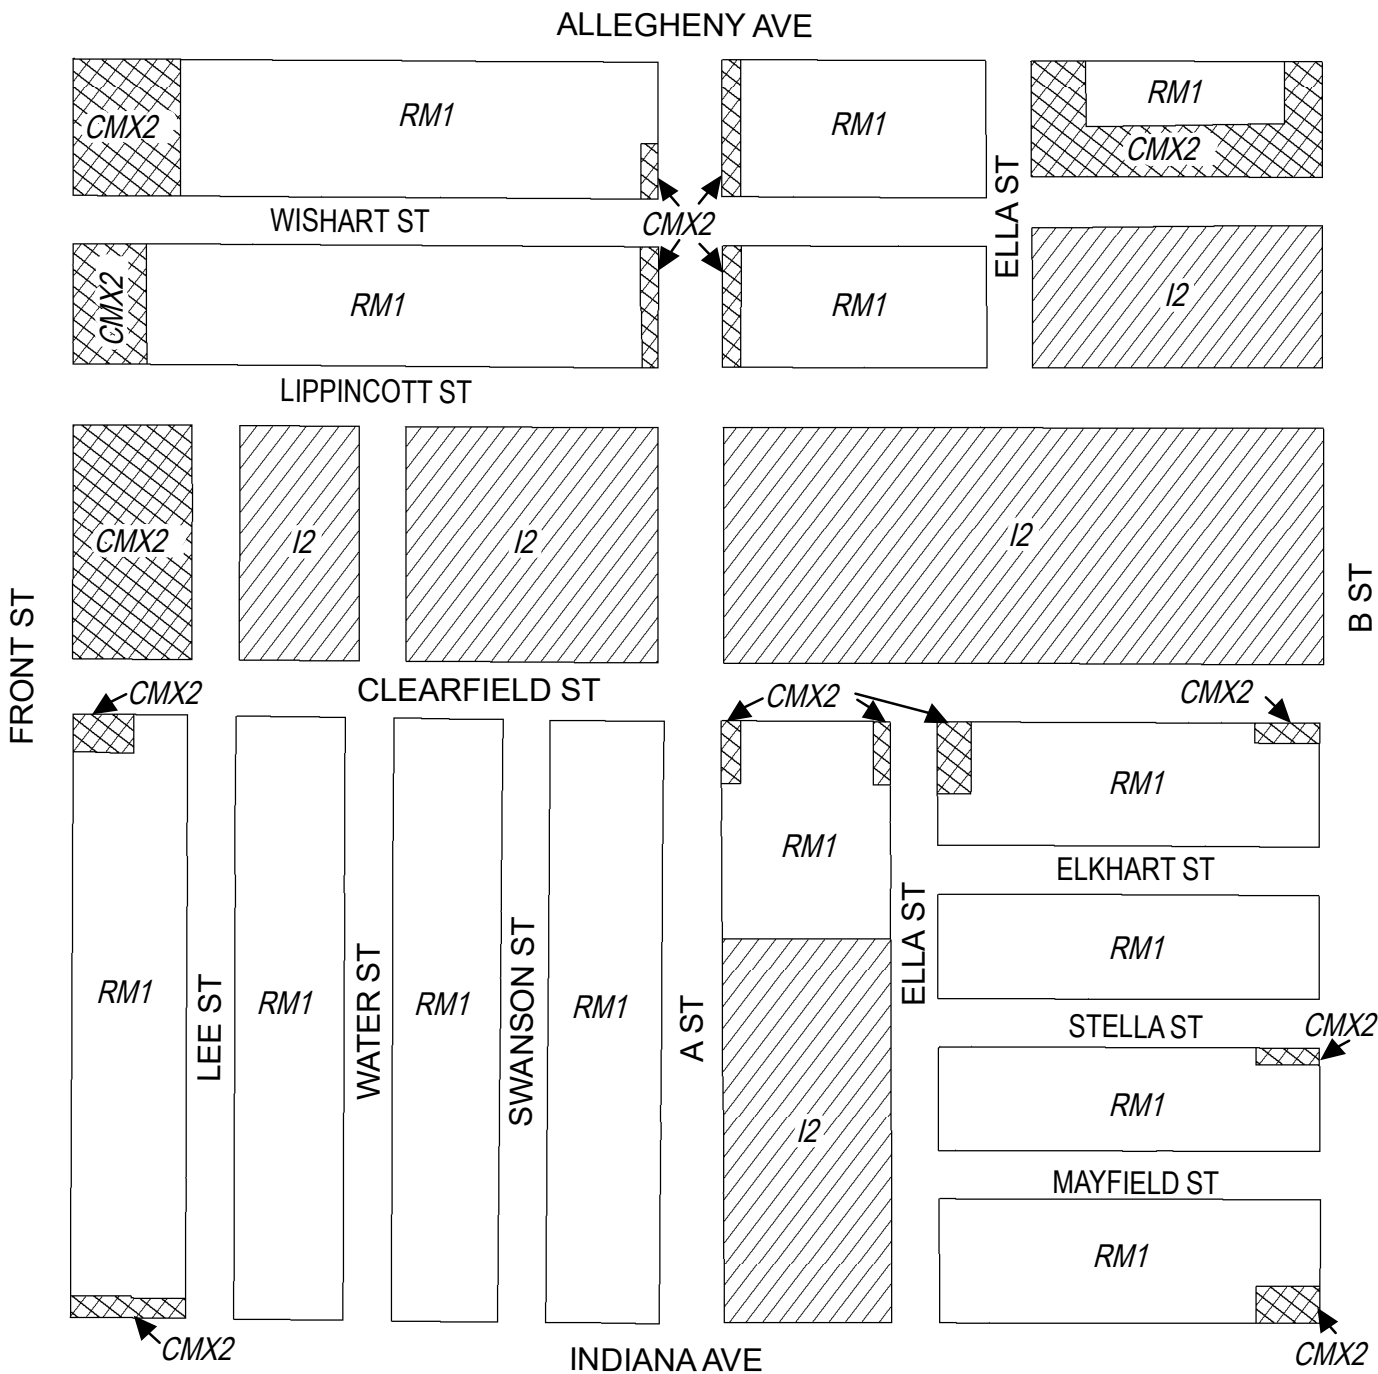 ALLEGHENY AVE
CMX2
RM1
RM1
RM1
CMX2
WISHART ST
CMX2
ELLA ST
CMX2
RM1
RM1
I2
LIPPINCOTT ST
CMX2
I2
I2
I2
FRONT ST
B ST
CMX2
CLEARFIELD ST
CMX2
CMX2
RM1
RM1
ELKHART ST
RM1
LEE ST
RM1
WATER ST
RM1
SWANSON ST
RM1
A ST
ELLA ST
RM1
STELLA ST
CMX2
I2
RM1
MAYFIELD ST
RM1
CMX2
INDIANA AVE
CMX2